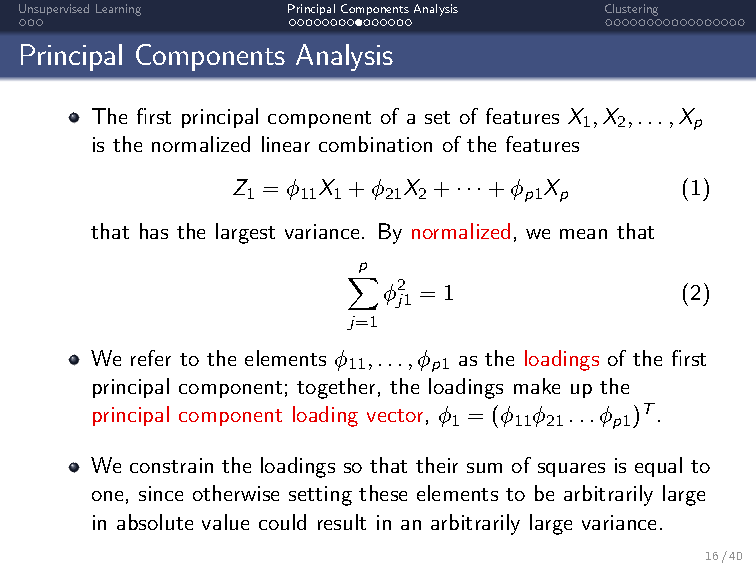 Unsupervised Learning Principal Components Analysis Clustering
Principal Components Analysis
The first principal component of a set of features X₁, X₂, . . . , Xₚ
is the normalized linear combination of the features
Z₁ = ϕ₁₁X₁ + ϕ₂₁X₂ + · · · + ϕₚ₁Xₚ (1)
that has the largest variance. By normalized, we mean that
∑_{j=1}^{p} ϕ²_{j1} = 1 (2)
We refer to the elements ϕ₁₁, . . . , ϕₚ₁ as the loadings of the first
principal component; together, the loadings make up the
principal component loading vector, ϕ₁ = (ϕ₁₁ϕ₂₁ . . . ϕₚ₁)ᵀ.
We constrain the loadings so that their sum of squares is equal to
one, since otherwise setting these elements to be arbitrarily large
in absolute value could result in an arbitrarily large variance.
16 / 40